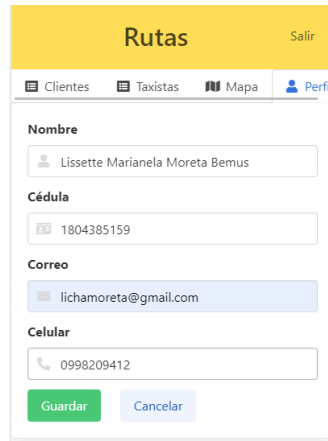 Rutas
Salir
Clientes Taxistas Mapa Perfi
Nombre
Lissette Marianela Moreta Bemus
Cédula
1804385159
Correo
lichamoreta@gmail.com
Celular
0998209412
Guardar Cancelar